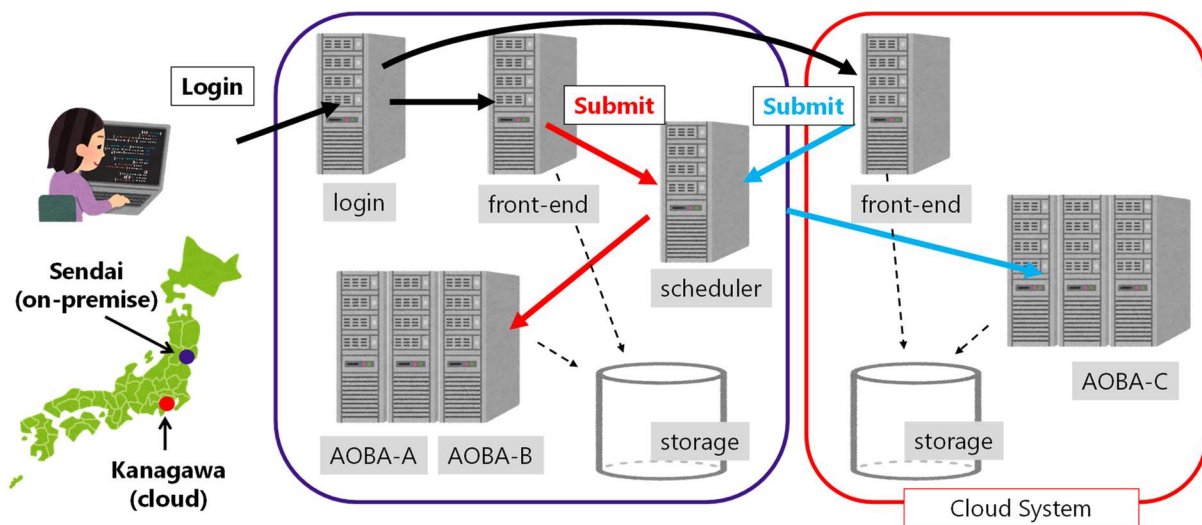 Login
Submit
Submit
login
front-end
front-end
scheduler
Sendai
(on-premise)
AOBA-C
AOBA-A
AOBA-B
storage
storage
Kanagawa
(cloud)
Cloud System